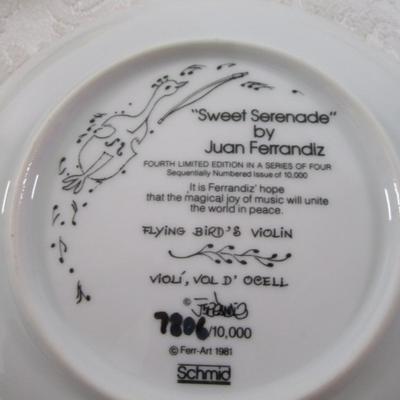 "Sweet Serenade"
by
Juan Ferrandiz
FOURTH LIMITED EDITION IN A SERIES OF FOUR
Sequentially Numbered Issue of 10,000
It is Ferrandiz' hope
that the magical joy of music will unite
the world in peace.
FLYING BIRD'S VIOLIN
VIOLÍ, VOL D' OCELL
©
7806/10,000
© Ferr-Art 1981
Schmid